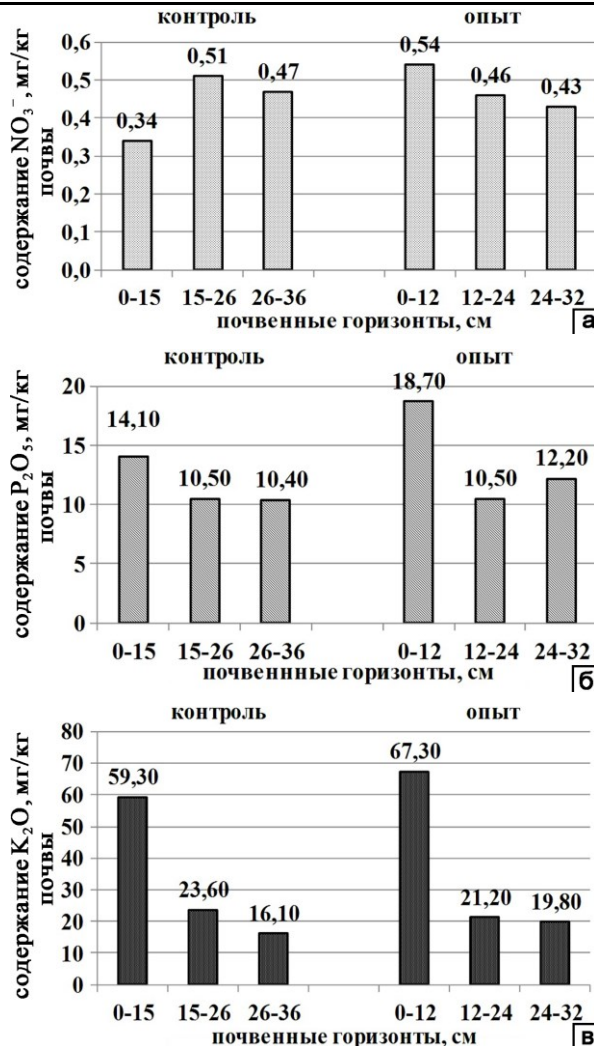 контроль опыт
содержание NO₃⁻, мг/кг
почвы
0,6
0,5
0,4
0,3
0,2
0,1
0,0
0,34 0,51 0,47 0,54 0,46 0,43
0-15 15-26 26-36 0-12 12-24 24-32
почвенные горизонты, см
а
контроль опыт
содержание P₂O₅, мг/кг
почвы
20
15
10
5
0
14,10 10,50 10,40 18,70 10,50 12,20
0-15 15-26 26-36 0-12 12-24 24-32
почвеннные горизонты, см
б
контроль опыт
содержание K₂O, мг/кг
почвы
80
70
60
50
40
30
20
10
0
59,30 23,60 16,10 67,30 21,20 19,80
0-15 15-26 26-36 0-12 12-24 24-32
почвенные горизонты, см
в